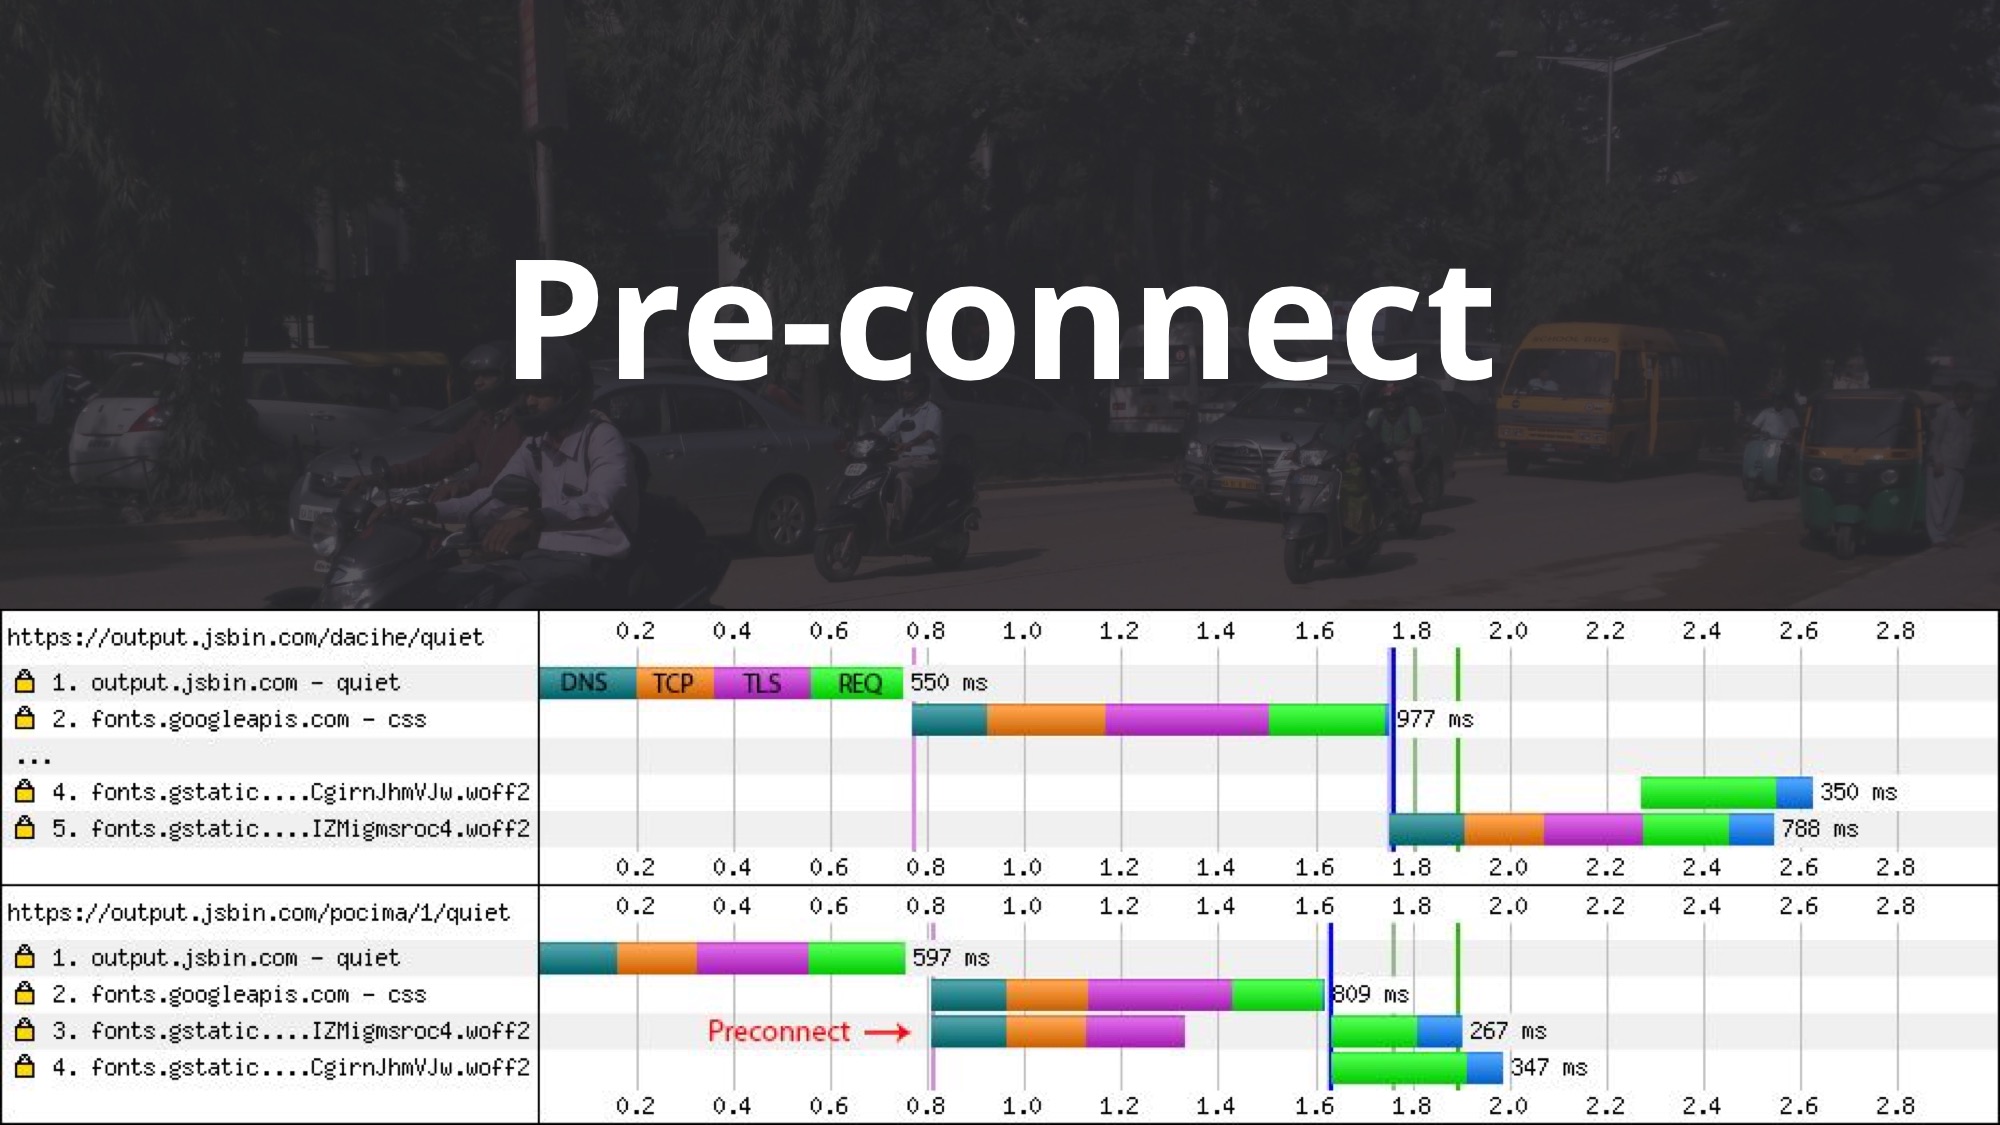 Pre-connect
https://output.jsbin.com/dacihe/quiet
0.2 0.4 0.6 0.8 1.0 1.2 1.4 1.6 1.8 2.0 2.2 2.4 2.6 2.8
1. output.jsbin.com - quiet DNS TCP TLS REQ 550 ms
2. fonts.googleapis.com - css 977 ms
...
4. fonts.gstatic....CgirnJhmVJw.woff2 350 ms
5. fonts.gstatic....IZMigmsroc4.woff2 788 ms
0.2 0.4 0.6 0.8 1.0 1.2 1.4 1.6 1.8 2.0 2.2 2.4 2.6 2.8
https://output.jsbin.com/pocima/1/quiet
0.2 0.4 0.6 0.8 1.0 1.2 1.4 1.6 1.8 2.0 2.2 2.4 2.6 2.8
1. output.jsbin.com - quiet 597 ms
2. fonts.googleapis.com - css 809 ms
3. fonts.gstatic....IZMigmsroc4.woff2 Preconnect → 267 ms
4. fonts.gstatic....CgirnJhmVJw.woff2 347 ms
0.2 0.4 0.6 0.8 1.0 1.2 1.4 1.6 1.8 2.0 2.2 2.4 2.6 2.8